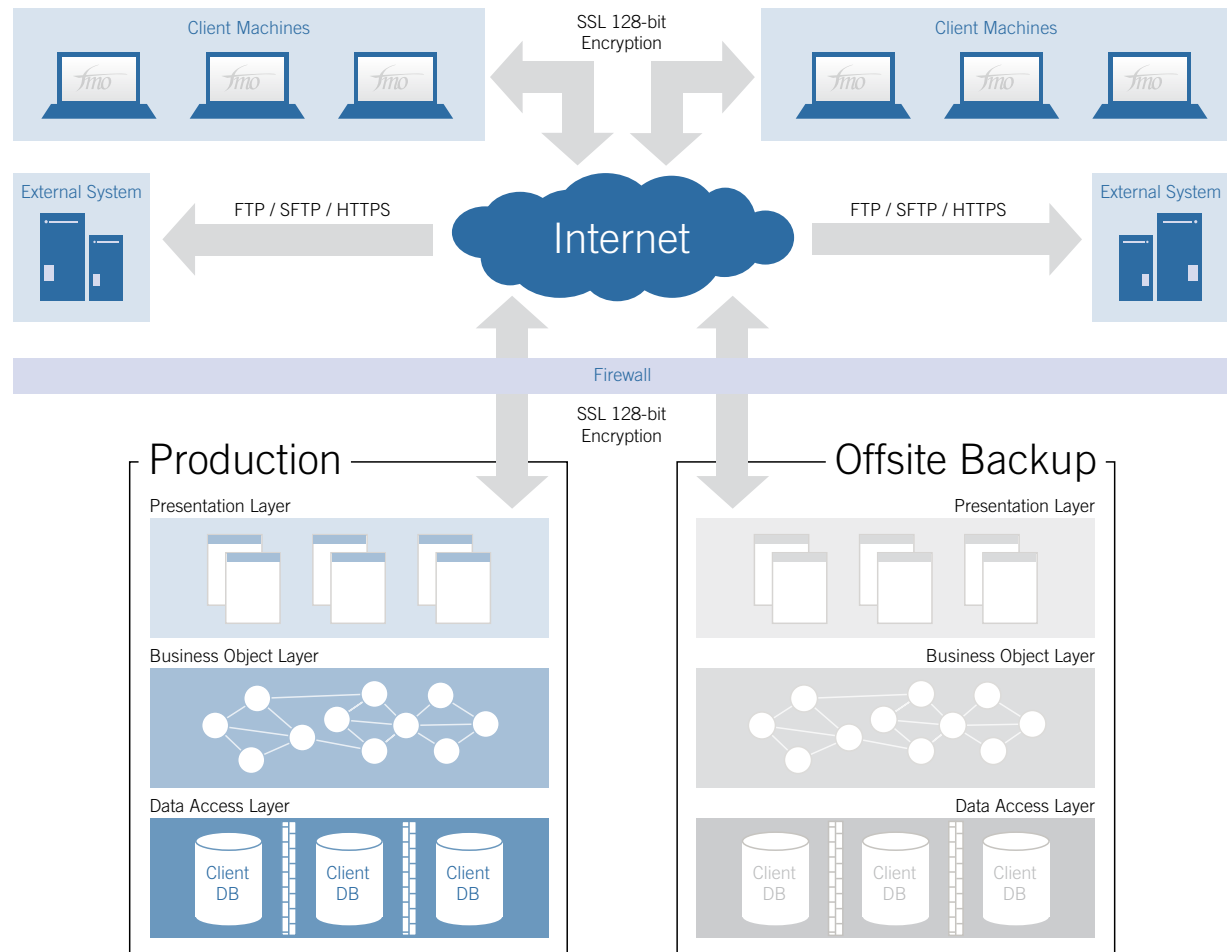 Client Machines
SSL 128-bit
Encryption
Client Machines
fmo
fmo
fmo
fmo
fmo
fmo
External System
FTP / SFTP / HTTPS
Internet
FTP / SFTP / HTTPS
External System
Firewall
SSL 128-bit
Encryption
Production
Presentation Layer
Business Object Layer
Data Access Layer
Client
DB
Client
DB
Client
DB
Offsite Backup
Presentation Layer
Business Object Layer
Data Access Layer
Client
DB
Client
DB
Client
DB